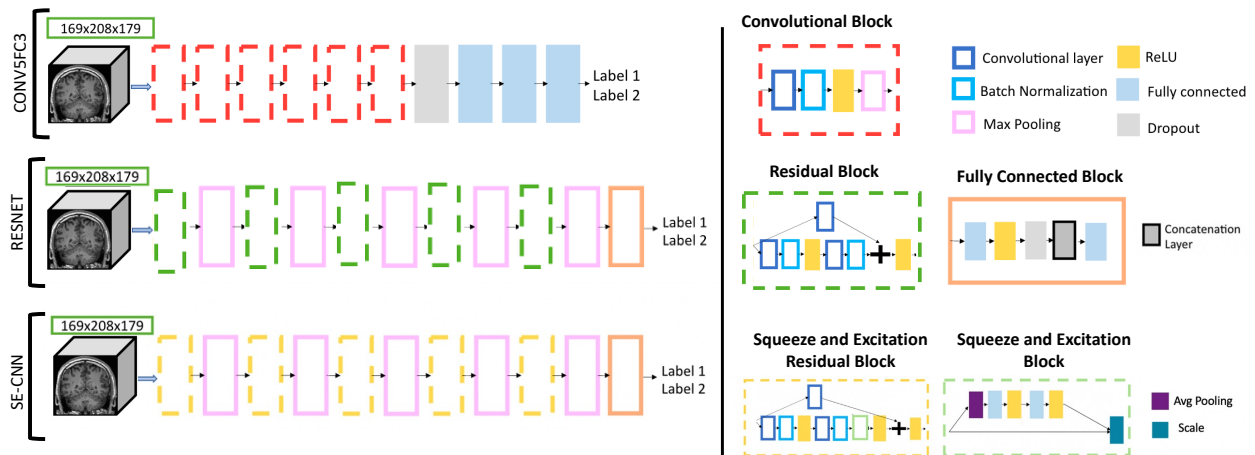 CONV5FC3
169x208x179
Label 1
Label 2
RESNET
169x208x179
Label 1
Label 2
SE-CNN
169x208x179
Label 1
Label 2
Convolutional Block
Convolutional layer
Batch Normalization
Max Pooling
ReLU
Fully connected
Dropout
Residual Block
Fully Connected Block
Concatenation
Layer
Squeeze and Excitation
Residual Block
Squeeze and Excitation
Block
Avg Pooling
Scale